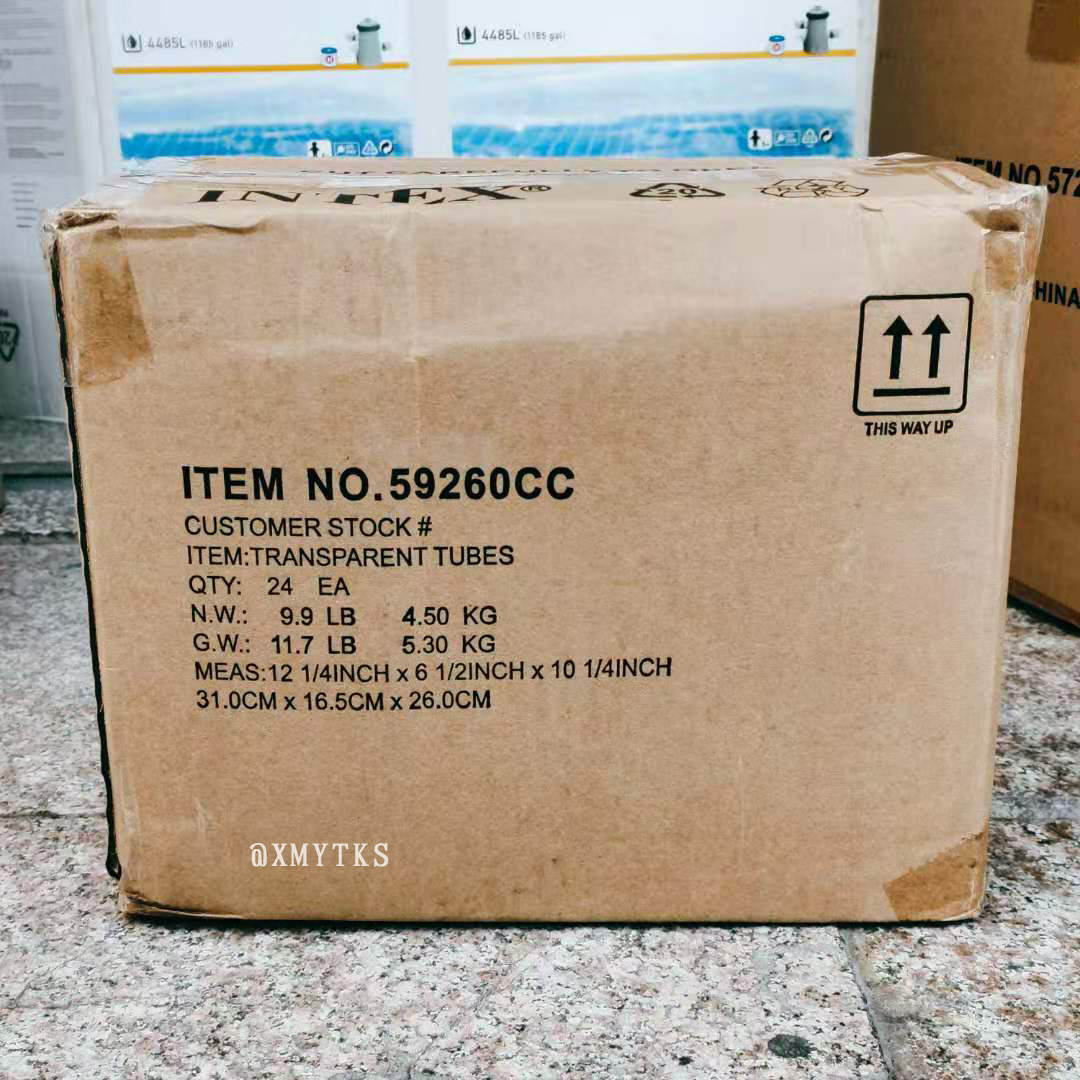 4485L (1185 gal)
4485L (1185 gal)
INTEX®
20
ITEM NO.572
HINA
THIS WAY UP
ITEM NO.59260CC
CUSTOMER STOCK #
ITEM:TRANSPARENT TUBES
QTY: 24 EA
N.W.: 9.9 LB 4.50 KG
G.W.: 11.7 LB 5.30 KG
MEAS:12 1/4INCH x 6 1/2INCH x 10 1/4INCH
31.0CM x 16.5CM x 26.0CM
@XMYTKS